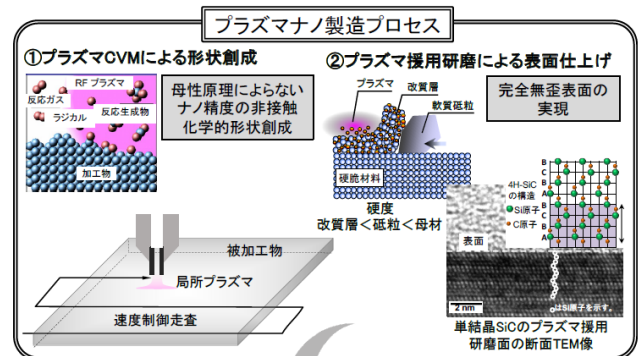 プラズマナノ製造プロセス
①プラズマCVMによる形状創成
RF プラズマ
反応ガス
反応生成物
ラジカル
加工物
母性原理によらない
ナノ精度の非接触
化学的形状創成
被加工物
局所プラズマ
速度制御走査
②プラズマ援用研磨による表面仕上げ
プラズマ
改質層
軟質砥粒
硬脆材料
硬度
改質層<砥粒<母材
完全無歪表面の
実現
4H-SiC
の構造
Si原子
C原子
B
C
B
A
B
C
B
A
表面
2 nm
はSi原子を示す。
単結晶SiCのプラズマ援用
研磨面の断面TEM像